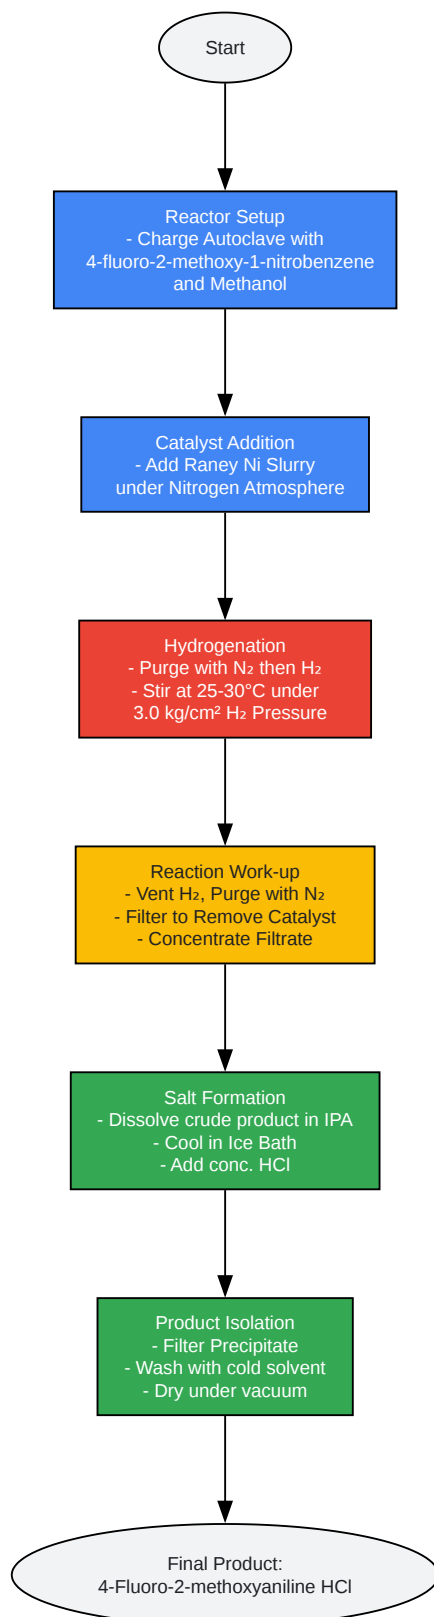 Start
Reactor Setup
- Charge Autoclave with
4-fluoro-2-methoxy-1-nitrobenzene
and Methanol
Catalyst Addition
- Add Raney Ni Slurry
under Nitrogen Atmosphere
Hydrogenation
- Purge with N₂ then H₂
- Stir at 25-30°C under
3.0 kg/cm² H₂ Pressure
Reaction Work-up
- Vent H₂, Purge with N₂
- Filter to Remove Catalyst
- Concentrate Filtrate
Salt Formation
- Dissolve crude product in IPA
- Cool in Ice Bath
- Add conc. HCl
Product Isolation
- Filter Precipitate
- Wash with cold solvent
- Dry under vacuum
Final Product:
4-Fluoro-2-methoxyaniline HCl